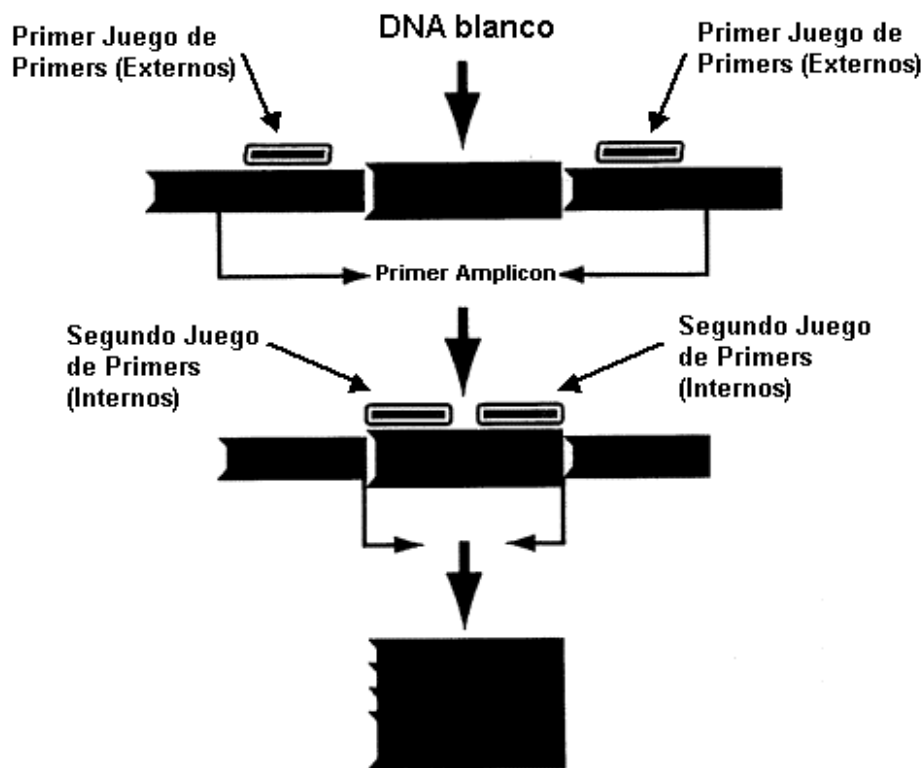 DNA blanco
Primer Juego de
Primers (Externos)
Primer Juego de
Primers (Externos)
Primer Amplicon
Segundo Juego
de Primers
(Internos)
Segundo Juego
de Primers
(Internos)